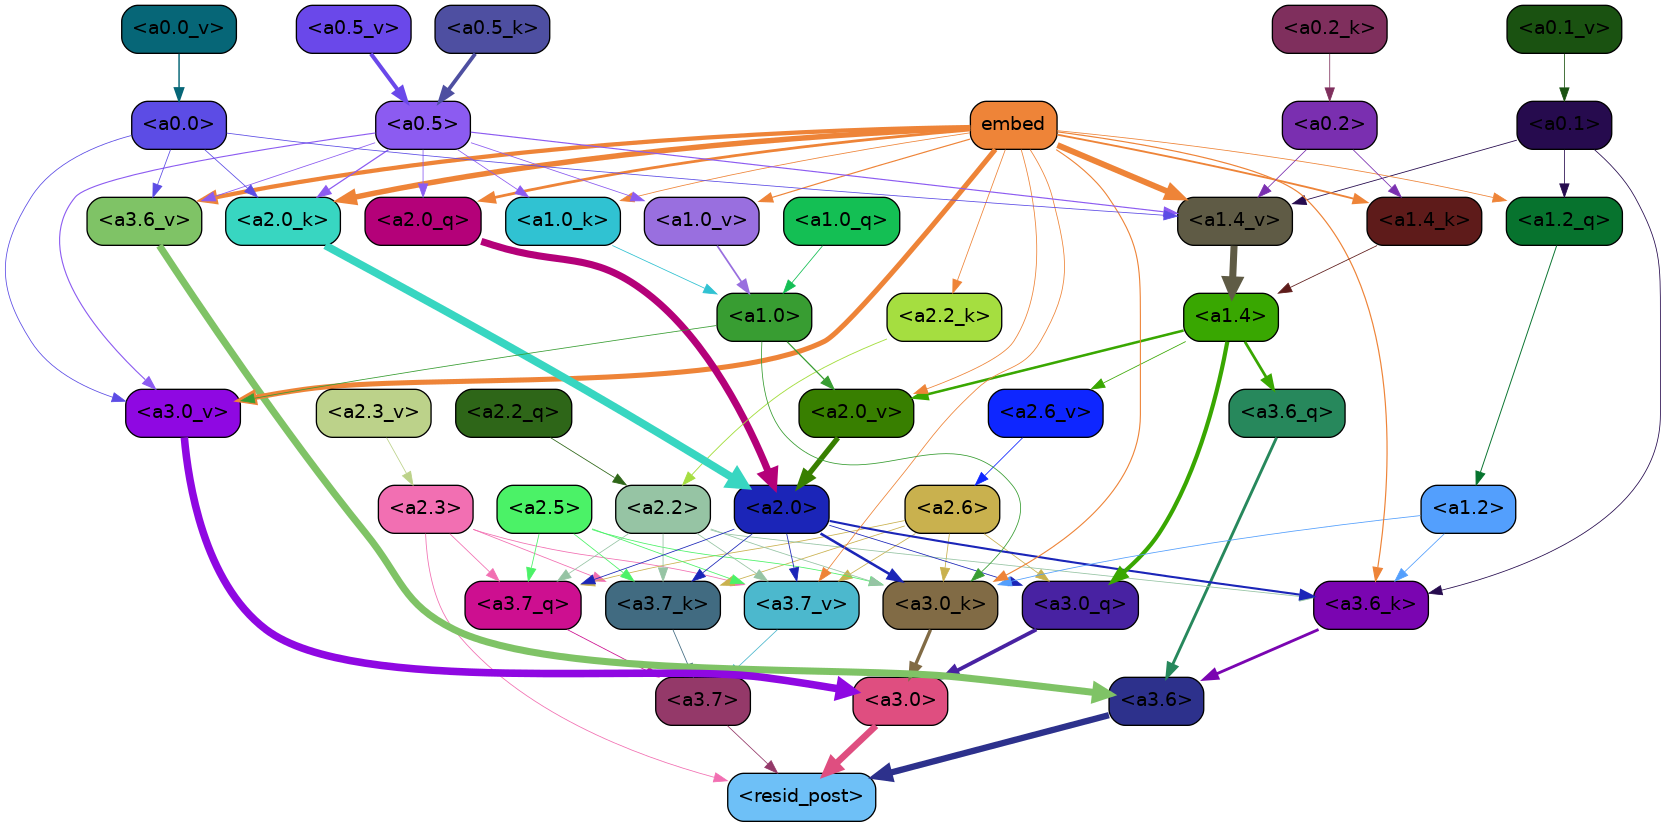 <a0.0_v> <a0.5_v> <a0.5_k> <a0.2_k> <a0.1_v>
<a0.0> <a0.5> embed <a0.2> <a0.1>
<a3.6_v> <a2.0_k> <a2.0_q> <a1.0_k> <a1.0_v> <a1.0_q> <a1.4_v> <a1.4_k> <a1.2_q>
<a1.0> <a2.2_k> <a1.4>
<a3.0_v> <a2.3_v> <a2.2_q> <a2.0_v> <a2.6_v> <a3.6_q>
<a2.3> <a2.5> <a2.2> <a2.0> <a2.6> <a1.2>
<a3.7_q> <a3.7_k> <a3.7_v> <a3.0_k> <a3.0_q> <a3.6_k>
<a3.7> <a3.0> <a3.6>
<resid_post>